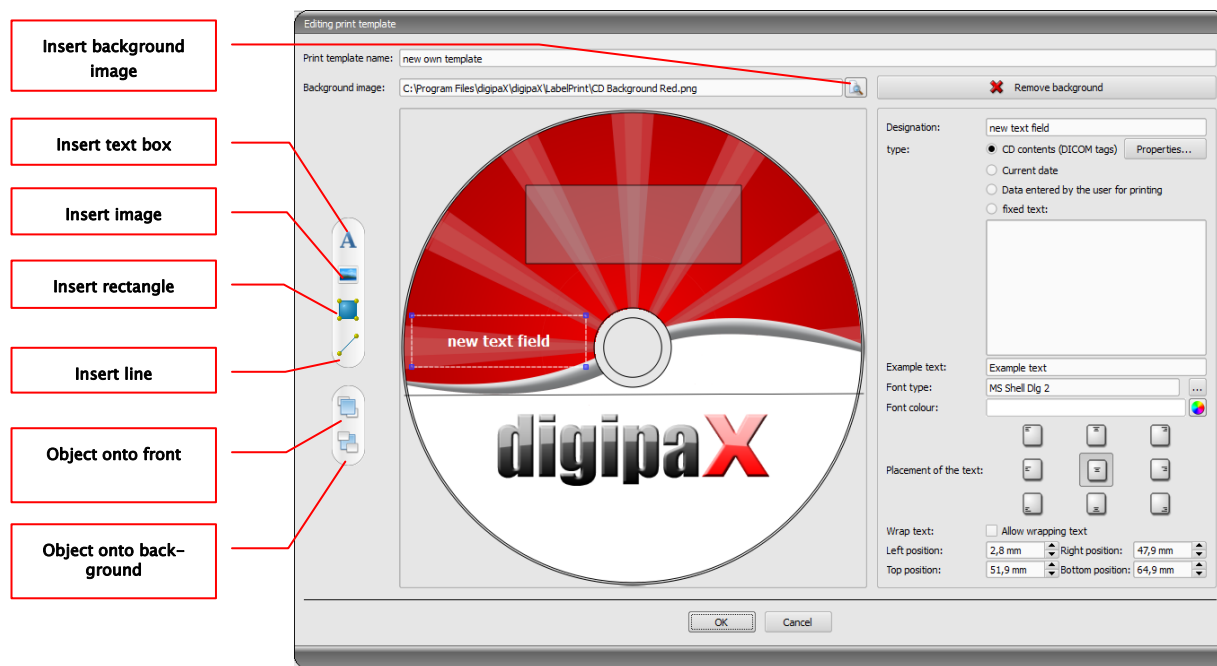 Editing print template
Insert background
image
Print template name: new own template
Background image: C:\Program Files\digipaX\digipaX\LabelPrint\CD Background Red.png
Remove background
Insert text box
Insert image
Insert rectangle
Insert line
Object onto front
Object onto back-
ground
A
new text field
digipaX
Designation: new text field
type: CD contents (DICOM tags) Properties...
Current date
Data entered by the user for printing
fixed text:
Example text: Example text
Font type: MS Shell Dlg 2 ...
Font colour:
Placement of the text:
Wrap text: Allow wrapping text
Left position: 2,8 mm Right position: 47,9 mm
Top position: 51,9 mm Bottom position: 64,9 mm
OK Cancel